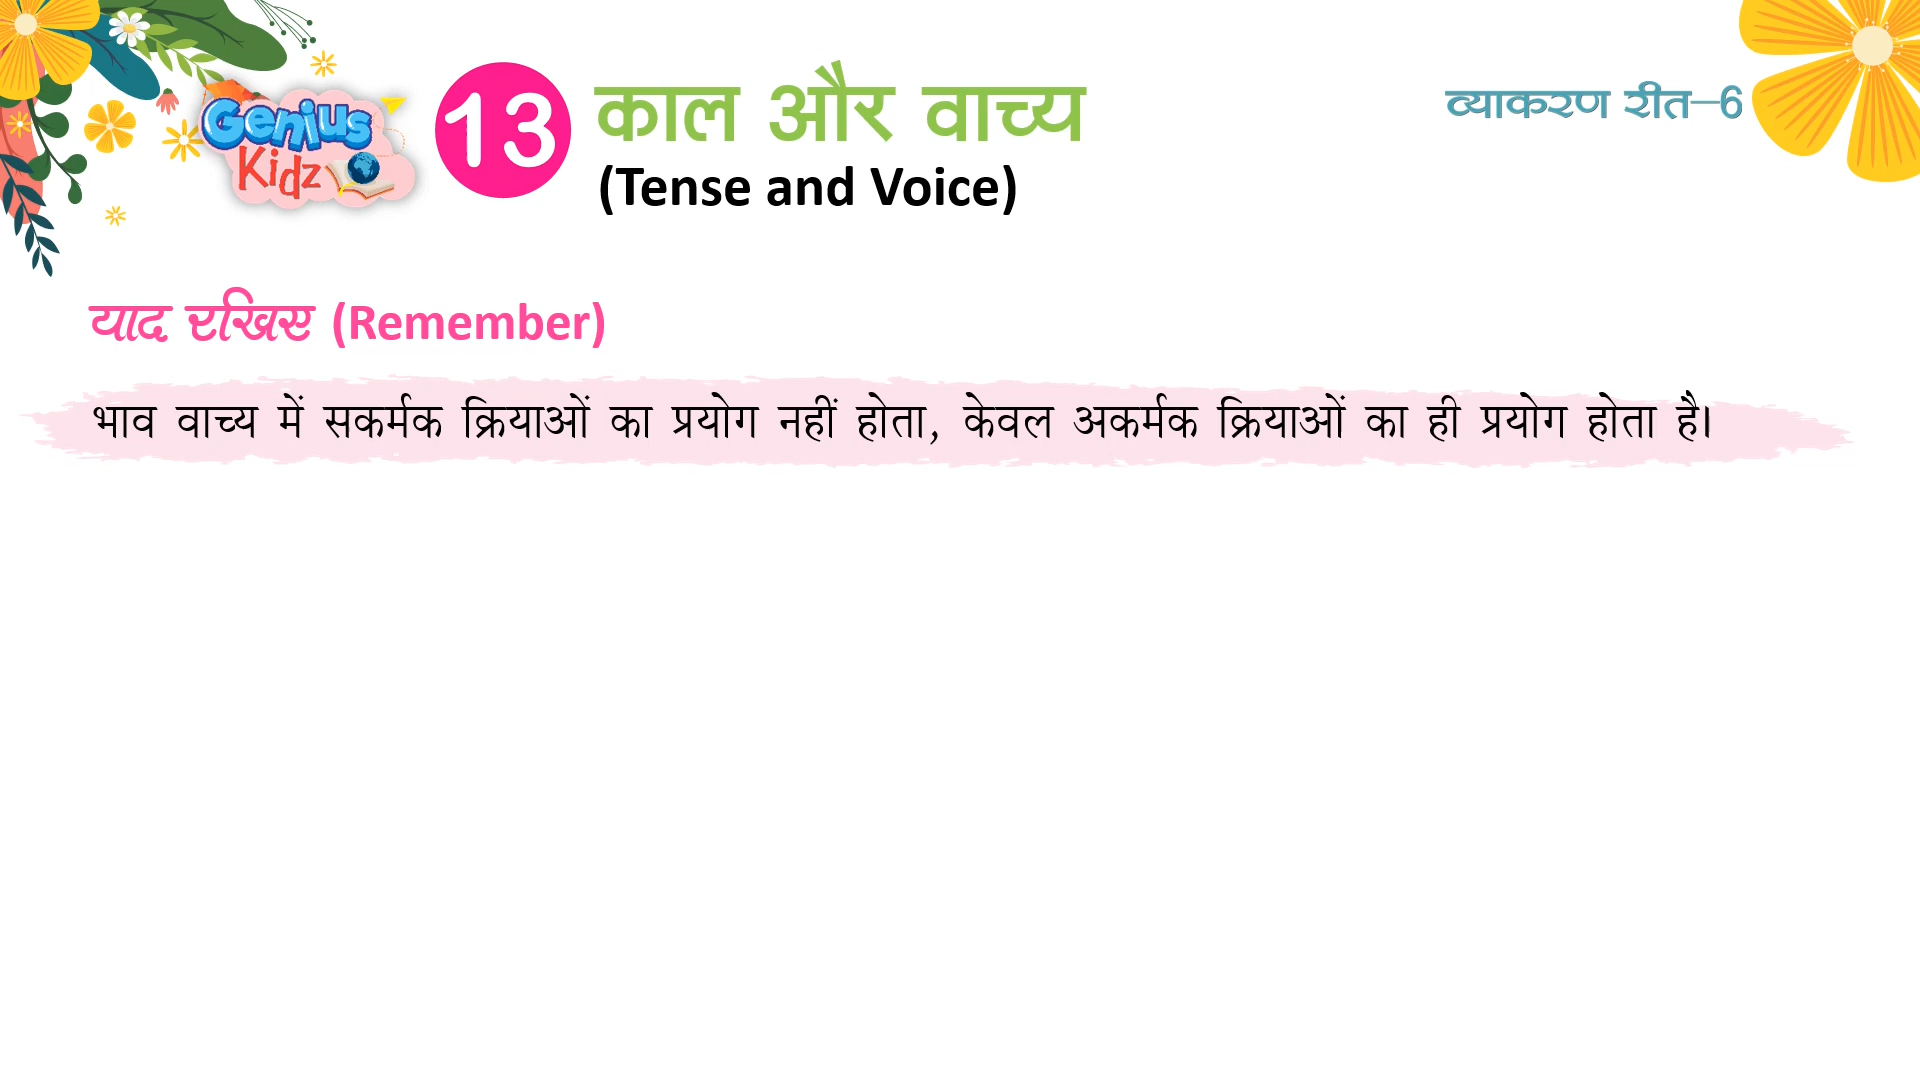 Genius
Kidz
13 काल और वाच्य
(Tense and Voice)
व्याकरण रीत–6
याद रखिस (Remember)
भाव वाच्य में सकर्मक क्रियाओं का प्रयोग नहीं होता, केवल अकर्मक क्रियाओं का ही प्रयोग होता है।